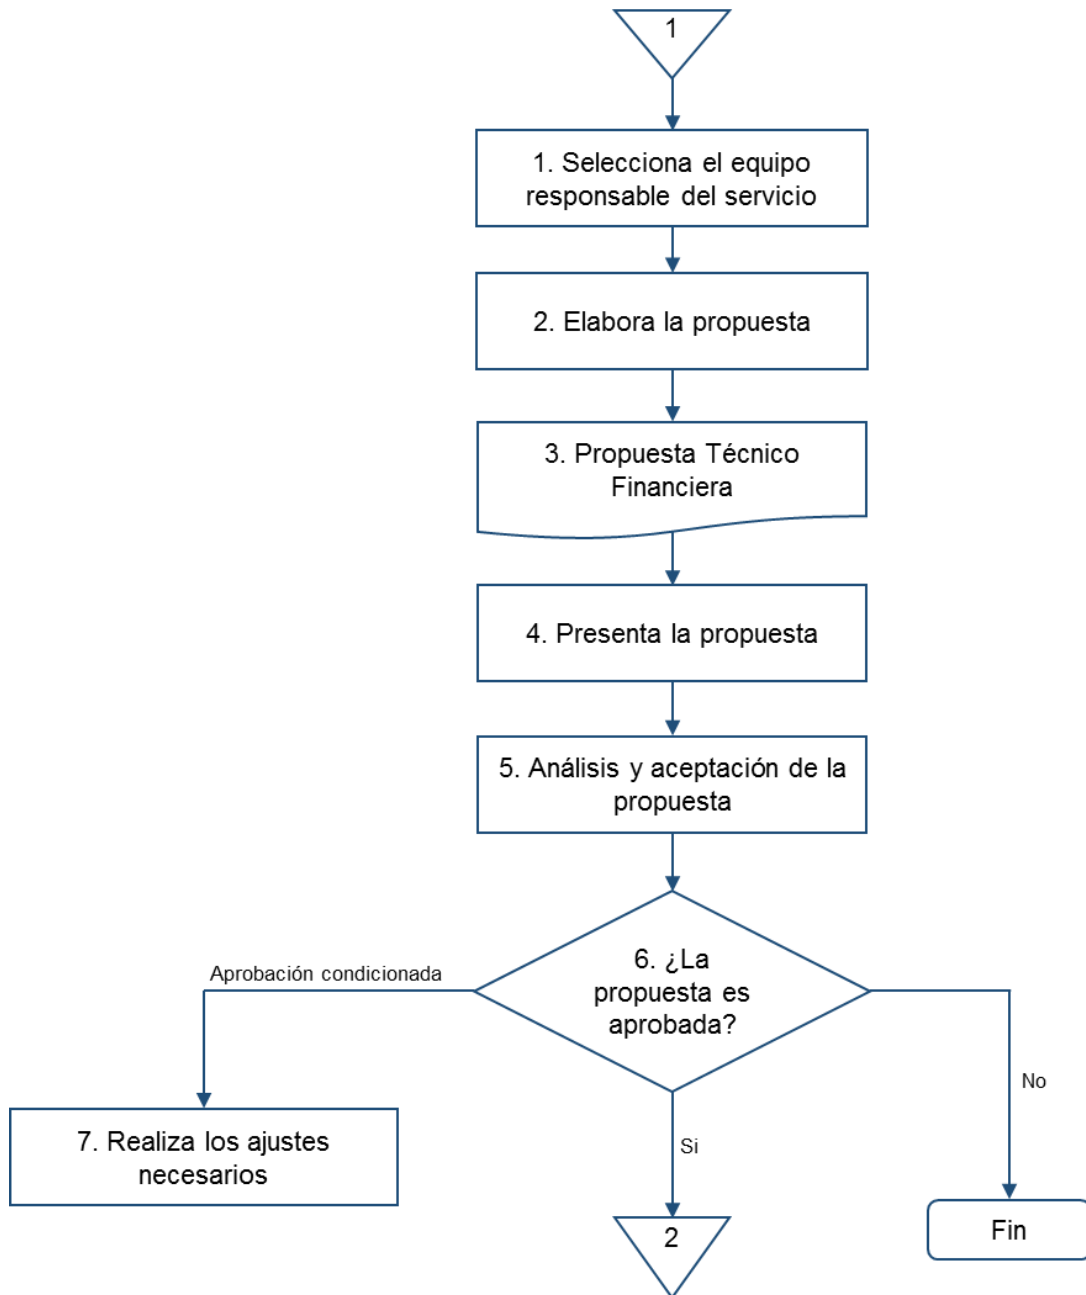 1
1. Selecciona el equipo
responsable del servicio
2. Elabora la propuesta
3. Propuesta Técnico
Financiera
4. Presenta la propuesta
5. Análisis y aceptación de la
propuesta
6. ¿La
propuesta es
aprobada?
Aprobación condicionada
No
Si
7. Realiza los ajustes
necesarios
2
Fin